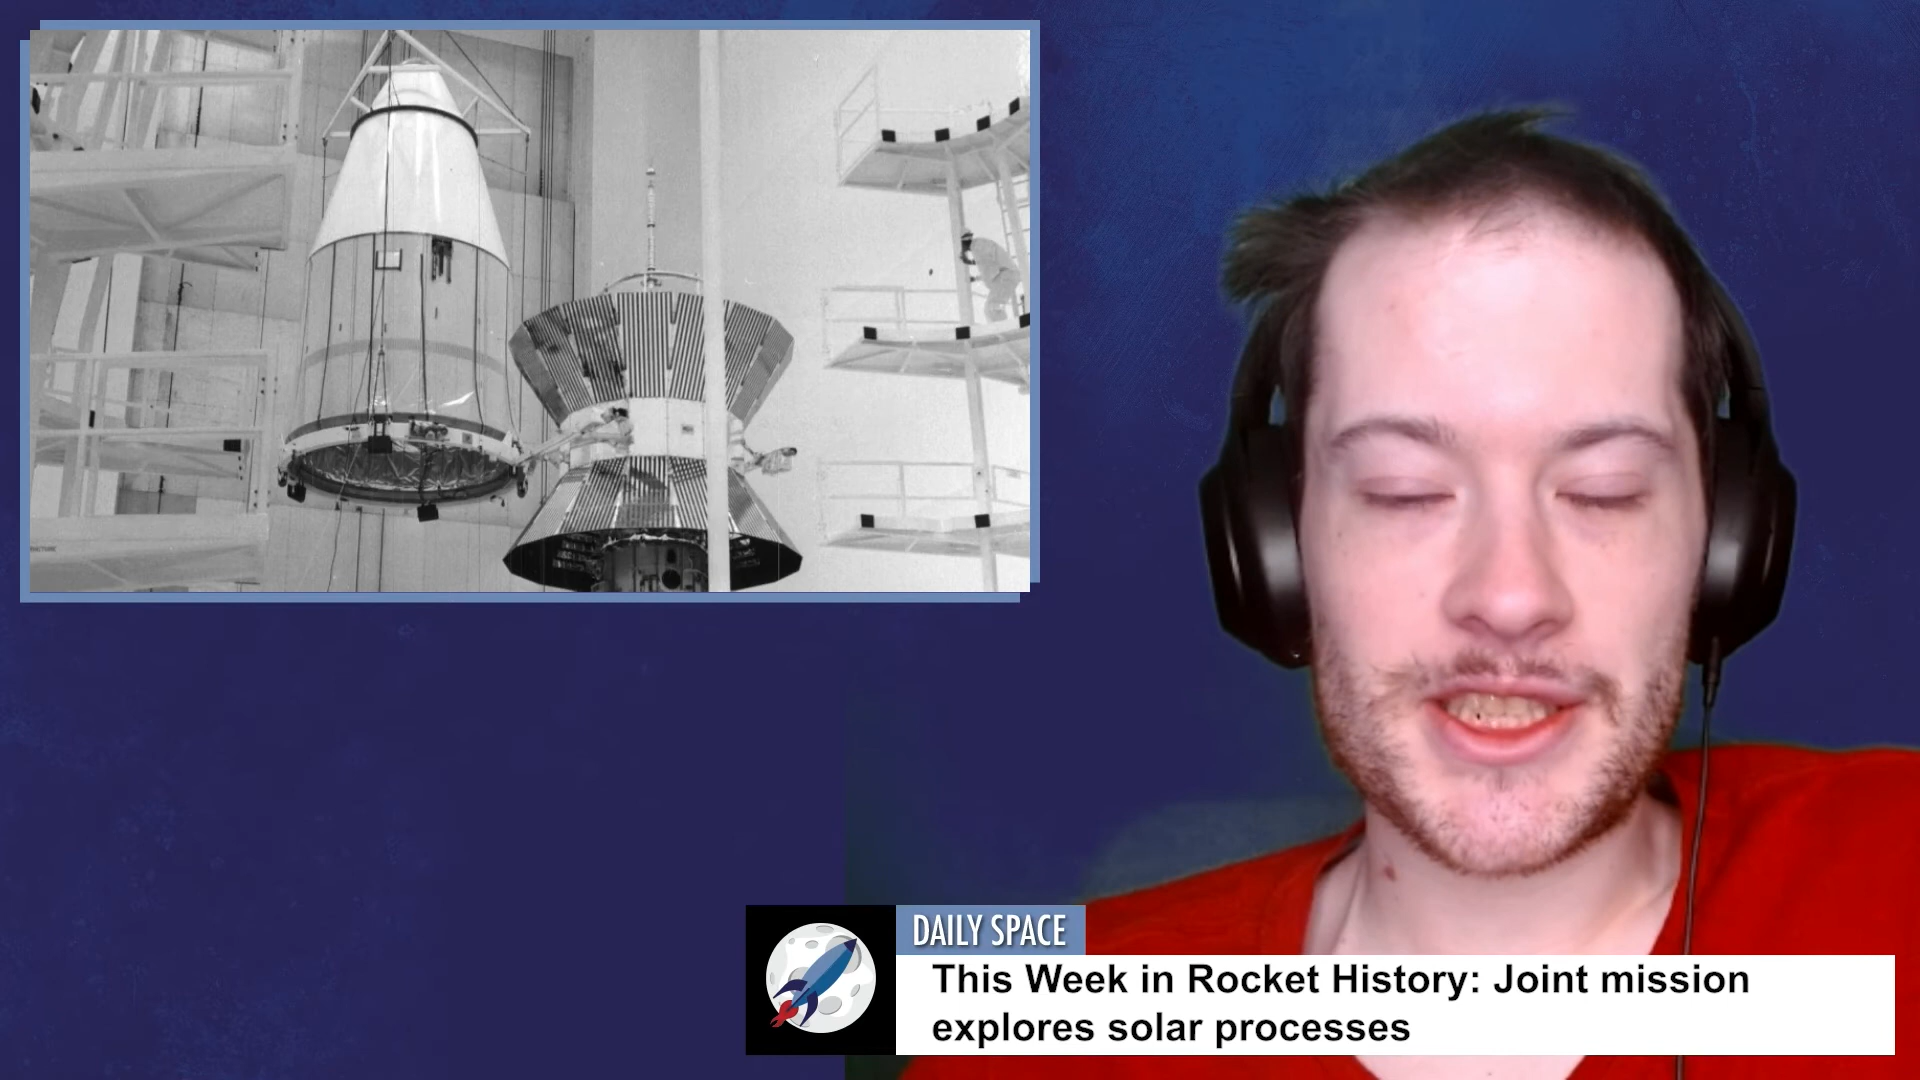 DAILY SPACE
This Week in Rocket History: Joint mission
explores solar processes